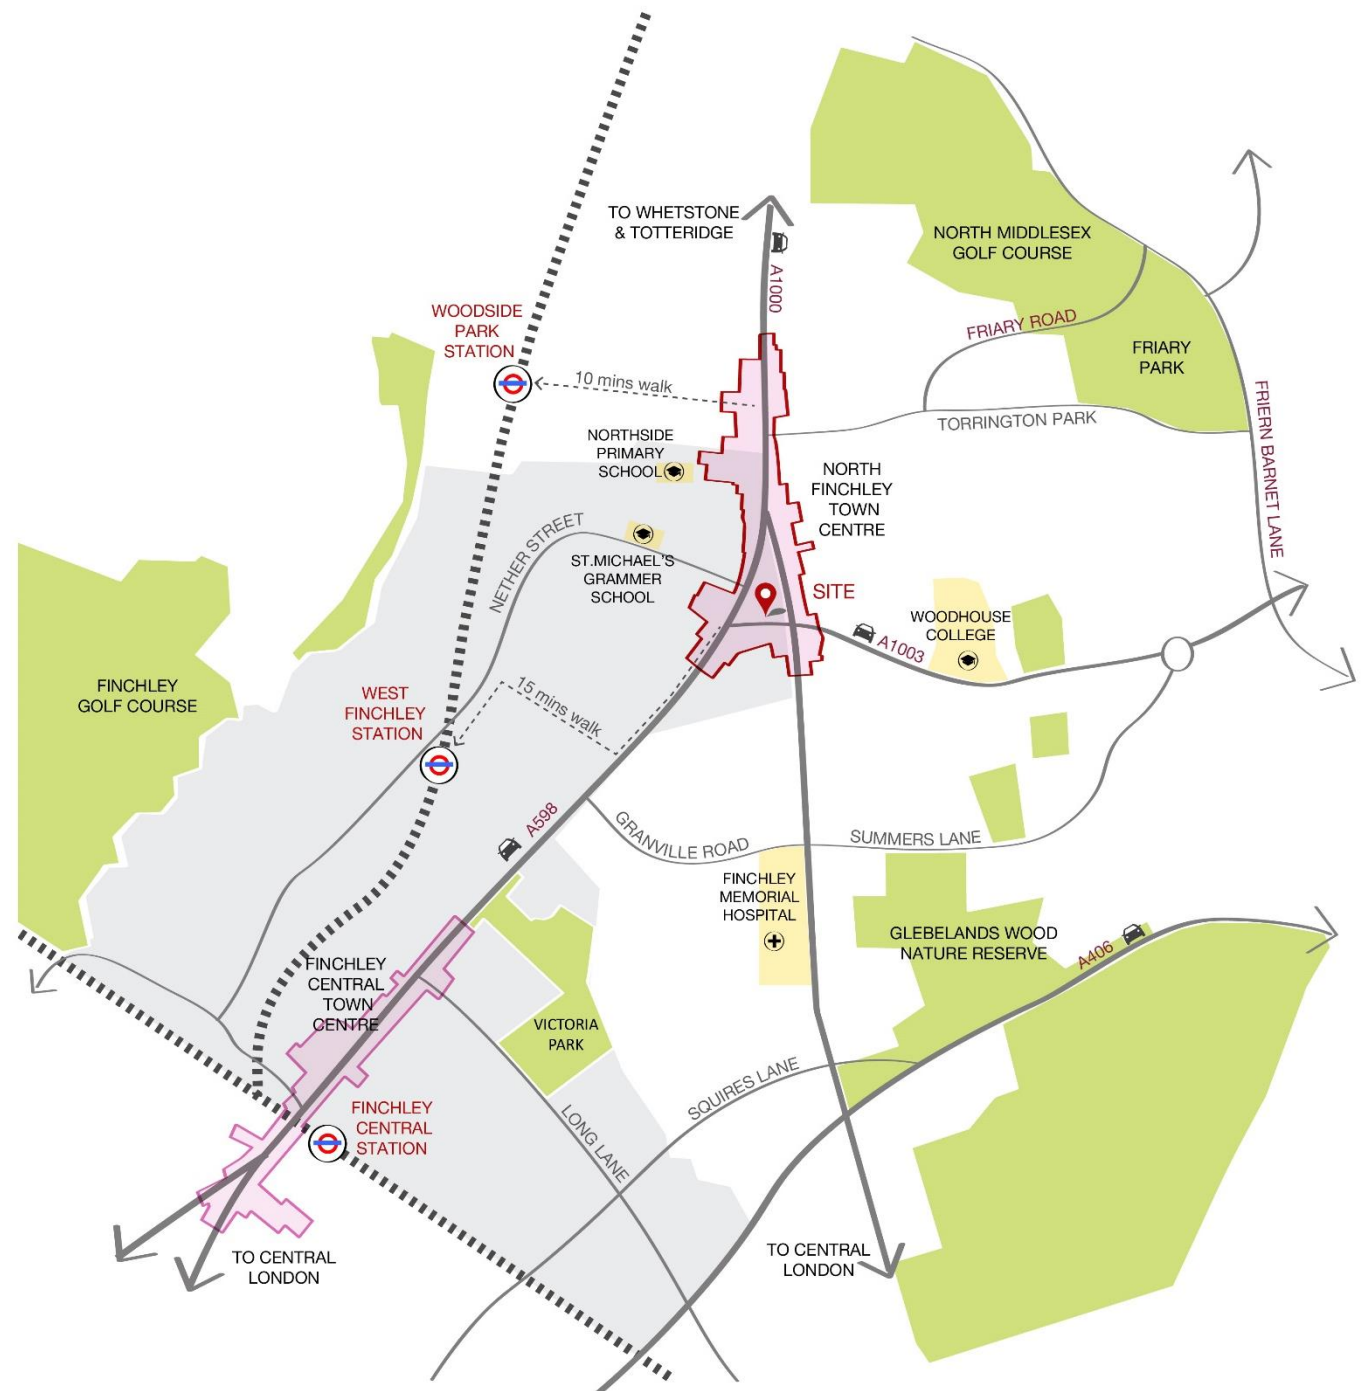 TO WHETSTONE
& TOTTERIDGE
A1000
NORTH MIDDLESEX
GOLF COURSE
WOODSIDE
PARK
STATION
FRIARY ROAD
FRIARY
PARK
10 mins walk
TORRINGTON PARK
FRIERN BARNET LANE
NORTHSIDE
PRIMARY
SCHOOL
NORTH
FINCHLEY
TOWN
CENTRE
NETHER STREET
ST.MICHAEL'S
GRAMMER
SCHOOL
SITE
WOODHOUSE
COLLEGE
A1003
FINCHLEY
GOLF COURSE
WEST
FINCHLEY
STATION
15 mins walk
A598
GRANVILLE ROAD
SUMMERS LANE
FINCHLEY
MEMORIAL
HOSPITAL
GLEBELANDS WOOD
NATURE RESERVE
A406
FINCHLEY
CENTRAL
TOWN
CENTRE
VICTORIA
PARK
SQUIRES LANE
LONG LANE
FINCHLEY
CENTRAL
STATION
TO CENTRAL
LONDON
TO CENTRAL
LONDON